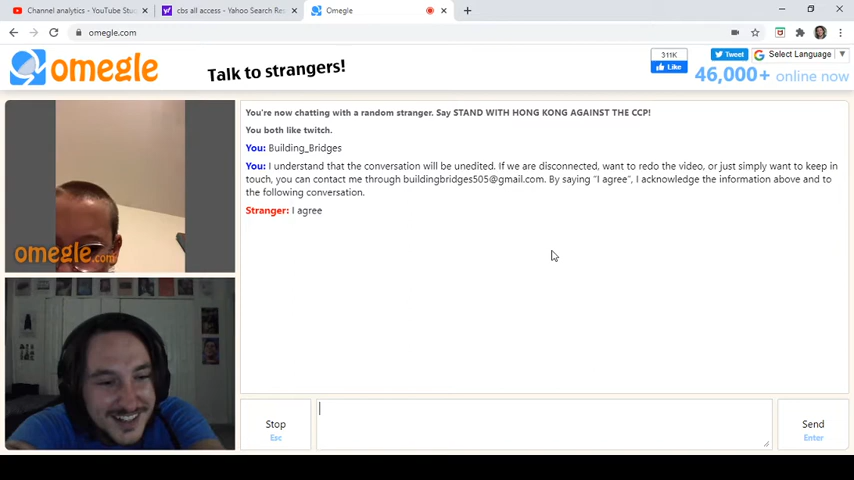 Channel analytics - YouTube Stu
cbs all access - Yahoo Search Re
Omegle
omegle.com
omegle
Talk to strangers!
311K
Like
Tweet
Select Language
46,000+ online now
You're now chatting with a random stranger. Say STAND WITH HONG KONG AGAINST THE CCP!
You both like twitch.
You: Building_Bridges
You: I understand that the conversation will be unedited. If we are disconnected, want to redo the video, or just simply want to keep in
touch, you can contact me through buildingbridges505@gmail.com. By saying "I agree", I acknowledge the information above and to
the following conversation.
Stranger: I agree
omegle.com
Stop
Esc
Send
Enter